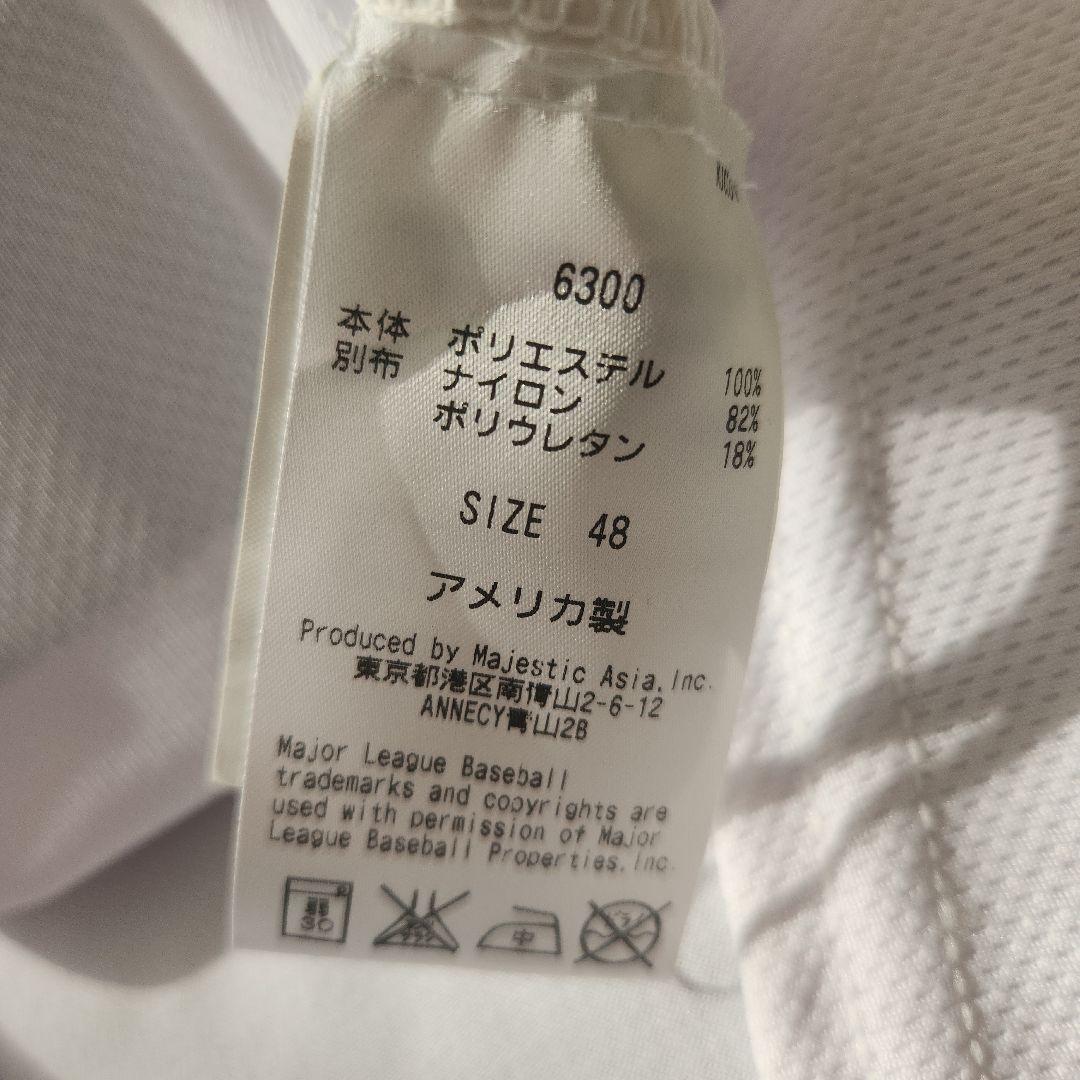 6300
本体 ポリエステル 100%
別布 ナイロン 82%
ポリウレタン 18%
SIZE 48
アメリカ製
Produced by Majestic Asia,Inc.
東京都港区南青山2-6-12
ANNECY青山2B
Major League Baseball
trademarks and copyrights are
used with permission of Major
League Baseball Properties,Inc.
弱
30
中